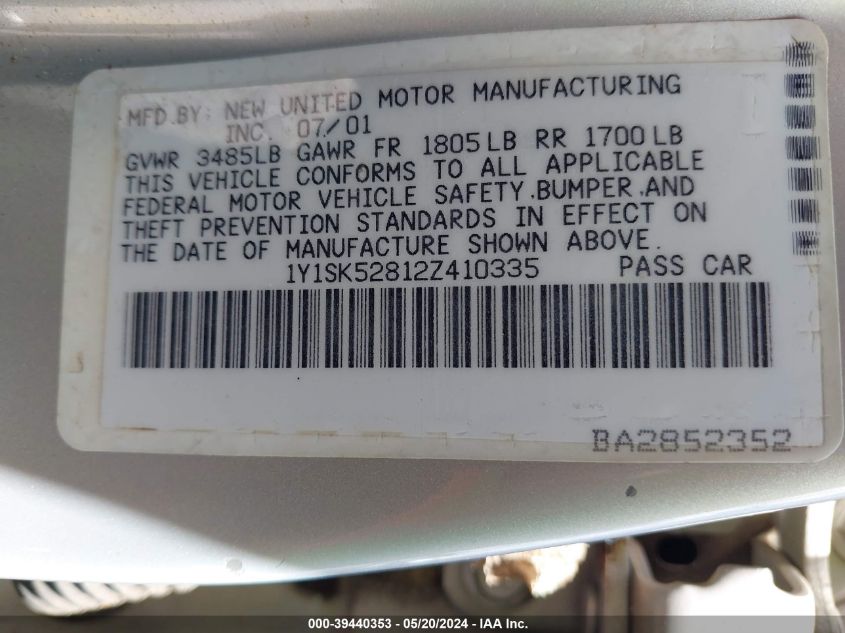 MFD.BY: NEW UNITED MOTOR MANUFACTURING
INC. 07/01
GVWR 3485LB GAWR FR 1805LB RR 1700LB
THIS VEHICLE CONFORMS TO ALL APPLICABLE
FEDERAL MOTOR VEHICLE SAFETY,BUMPER,AND
THEFT PREVENTION STANDARDS IN EFFECT ON
THE DATE OF MANUFACTURE SHOWN ABOVE.
1Y1SK52812Z410335 PASS CAR
BA2852352
000-39440353 - 05/20/2024 - IAA Inc.